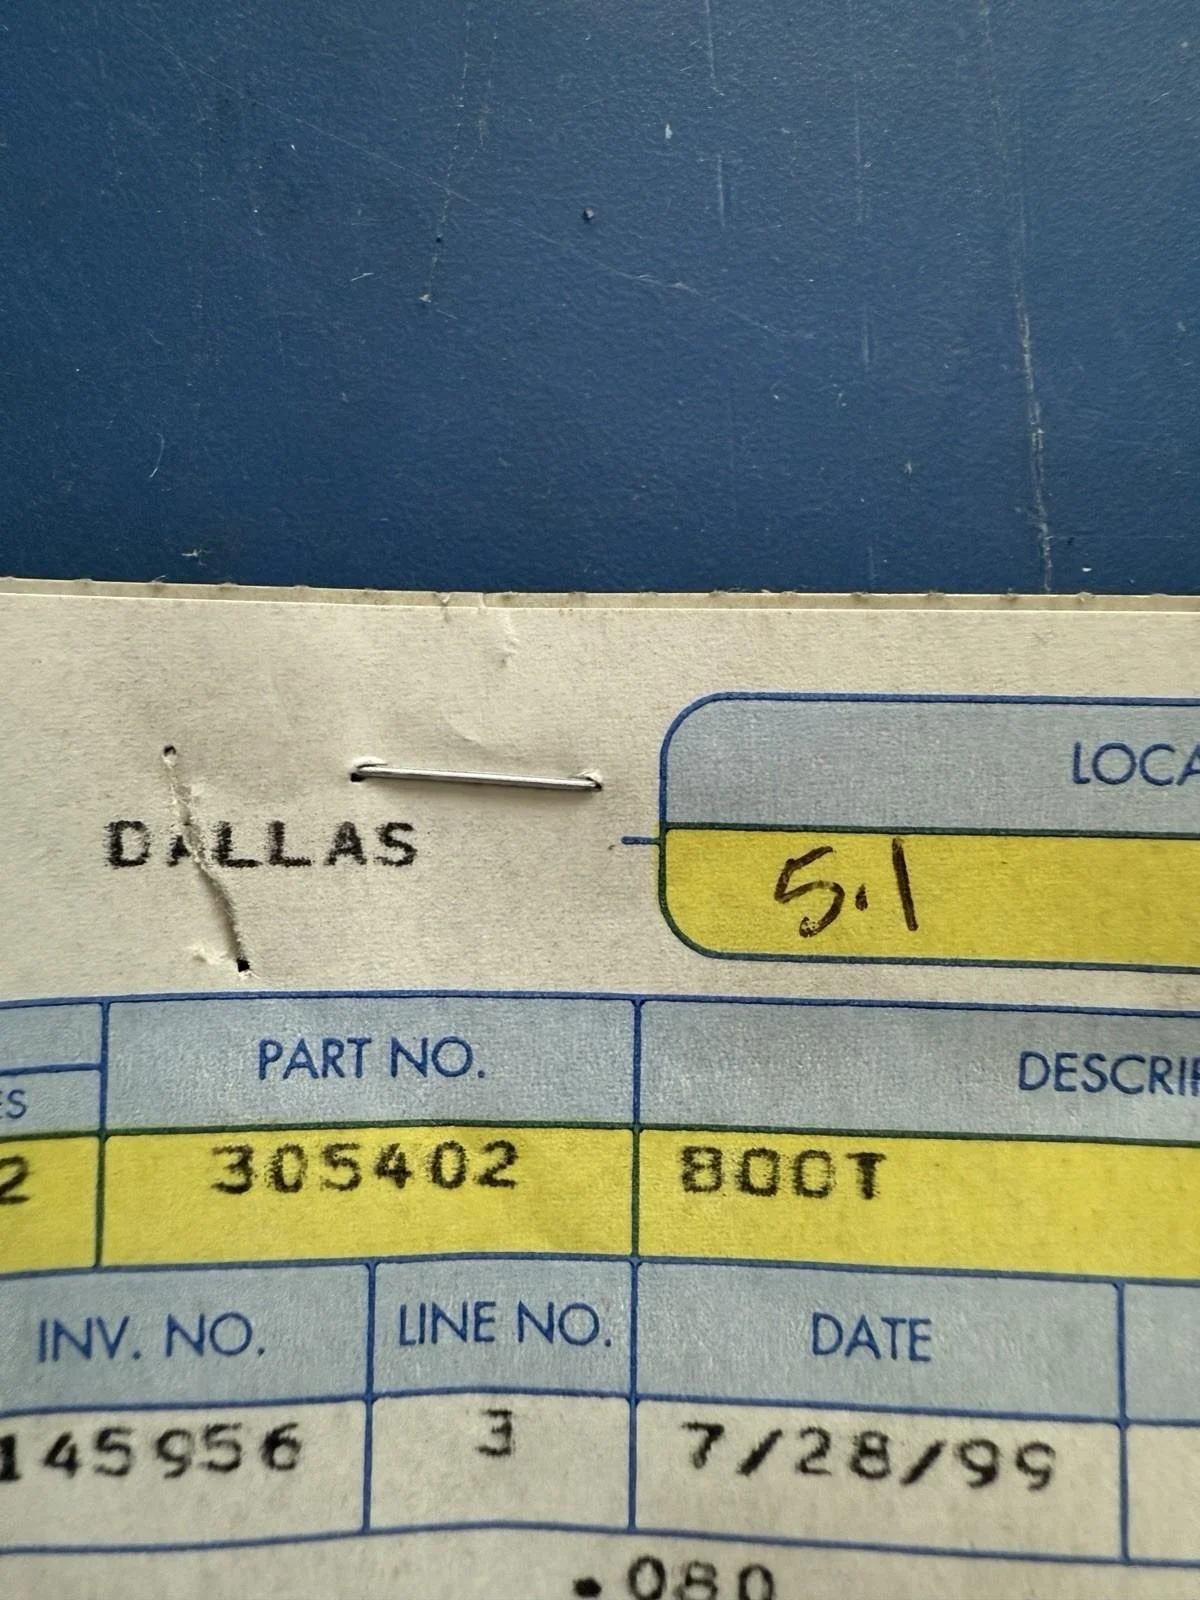 LOCA
DALLAS
5.1
PART NO.
DESCRIP
ES
2 305402 BOOT
INV. NO. LINE NO. DATE
145956 3 7/28/99
.080